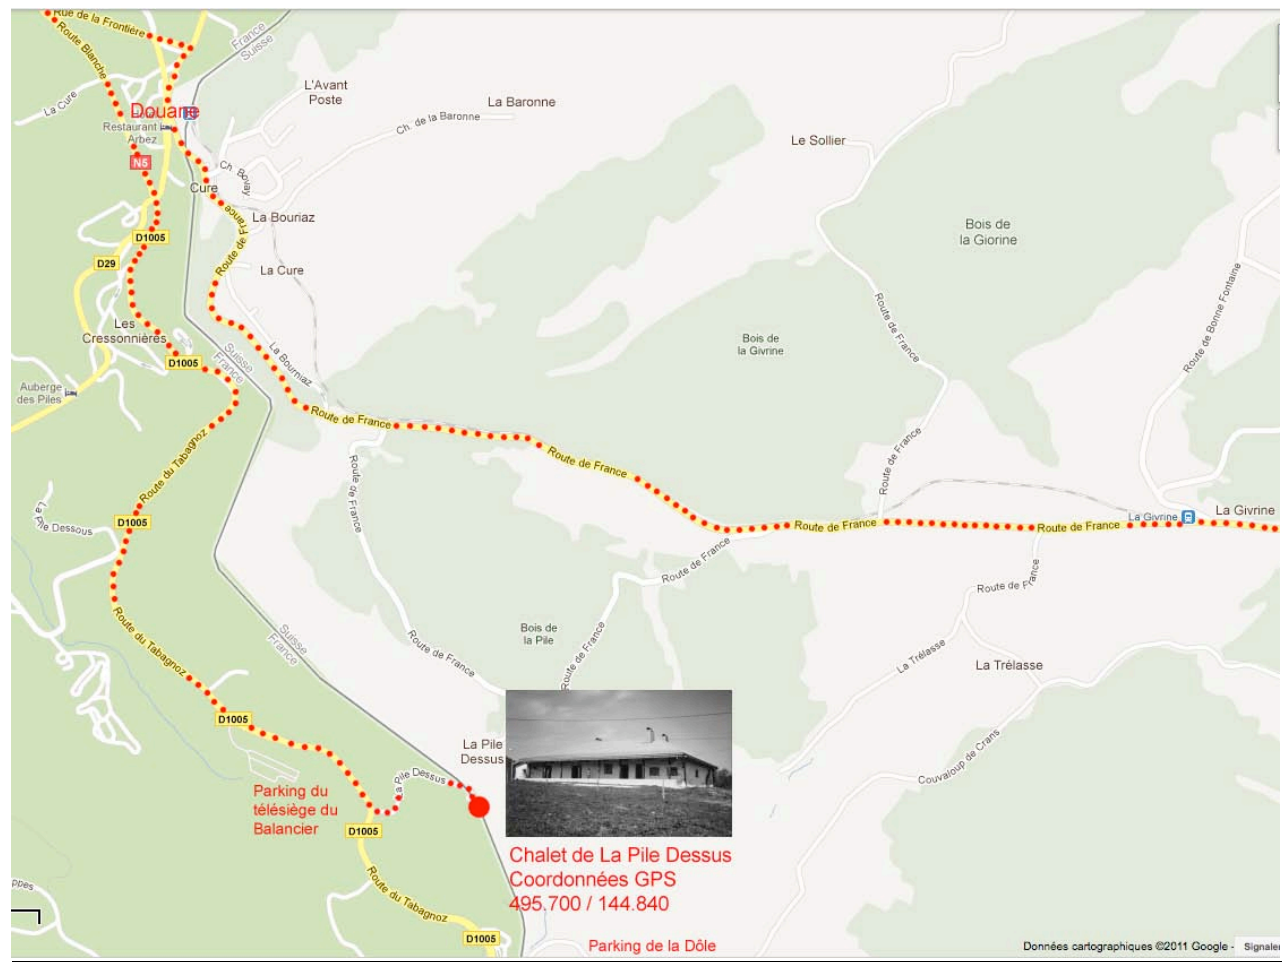 Rue de la Frontière
Route Blanche
France
Suisse
L'Avant
Poste
La Baronne
La Cure
Douane
Restaurant
Arbez
Ch. de la Baronne
Le Sollier
N5
Ch. Bovay
Cure
La Bouriaz
Bois de
la Giorine
Route de France
D1005
D29
La Cure
Route de Bonne Fontaine
Les
Cressonnières
Route de France
Bois de
la Givrine
D1005
Suisse
France
La Bourniaz
Auberge
des Piles
Route de France
Route du Tabagnoz
Route de France
Route de France
Route de France
La Pile Dessous
D1005
Route de France
Route de France
La Givrine
La Givrine
Route de France
Route de France
Route du Tabagnoz
Suisse
France
Bois de
la Pile
Route de France
Route de France
La Trélasse
La Trélasse
D1005
La Pile
Dessus
La Pile Dessus
Couvaloup de Crans
Parking du
télésiège du
Balancier
D1005
Chalet de La Pile Dessus
Coordonnées GPS
495.700 / 144.840
Route du Tabagnoz
D1005
Parking de la Dôle
Données cartographiques ©2011 Google -
Signaler